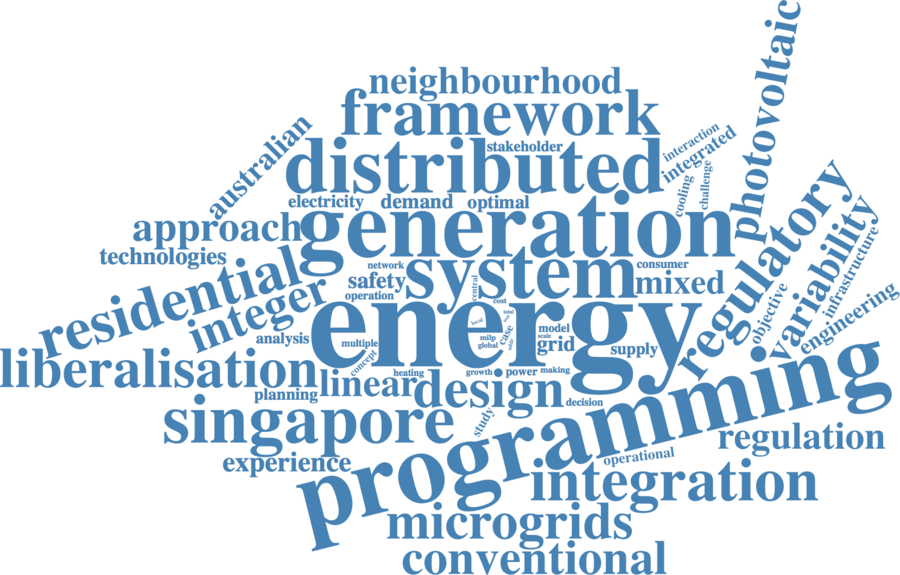 photovoltaic
neighbourhood
framework
australian
stakeholder
interaction
integrated
distributed
cooling
challenge
electricity
demand
optimal
regulatory
approach
generation
variability
technologies
infrastructure
network
system
consumer
residential
safety
central
mixed
operation
integer
cost
energy
objective
engineering
total
local
analysis
multiple
milp
global
case
model
scale
grid
supply
concept
liberalisation
linear
heating
growth
power
making
planning
design
decision
programming
singapore
study
regulation
experience
operational
integration
microgrids
conventional